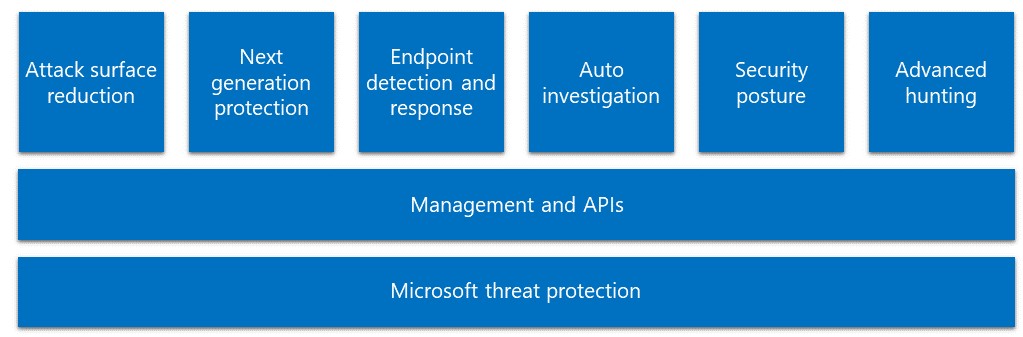 Attack surface
reduction
Next
generation
protection
Endpoint
detection and
response
Auto
investigation
Security
posture
Advanced
hunting
Management and APIs
Microsoft threat protection